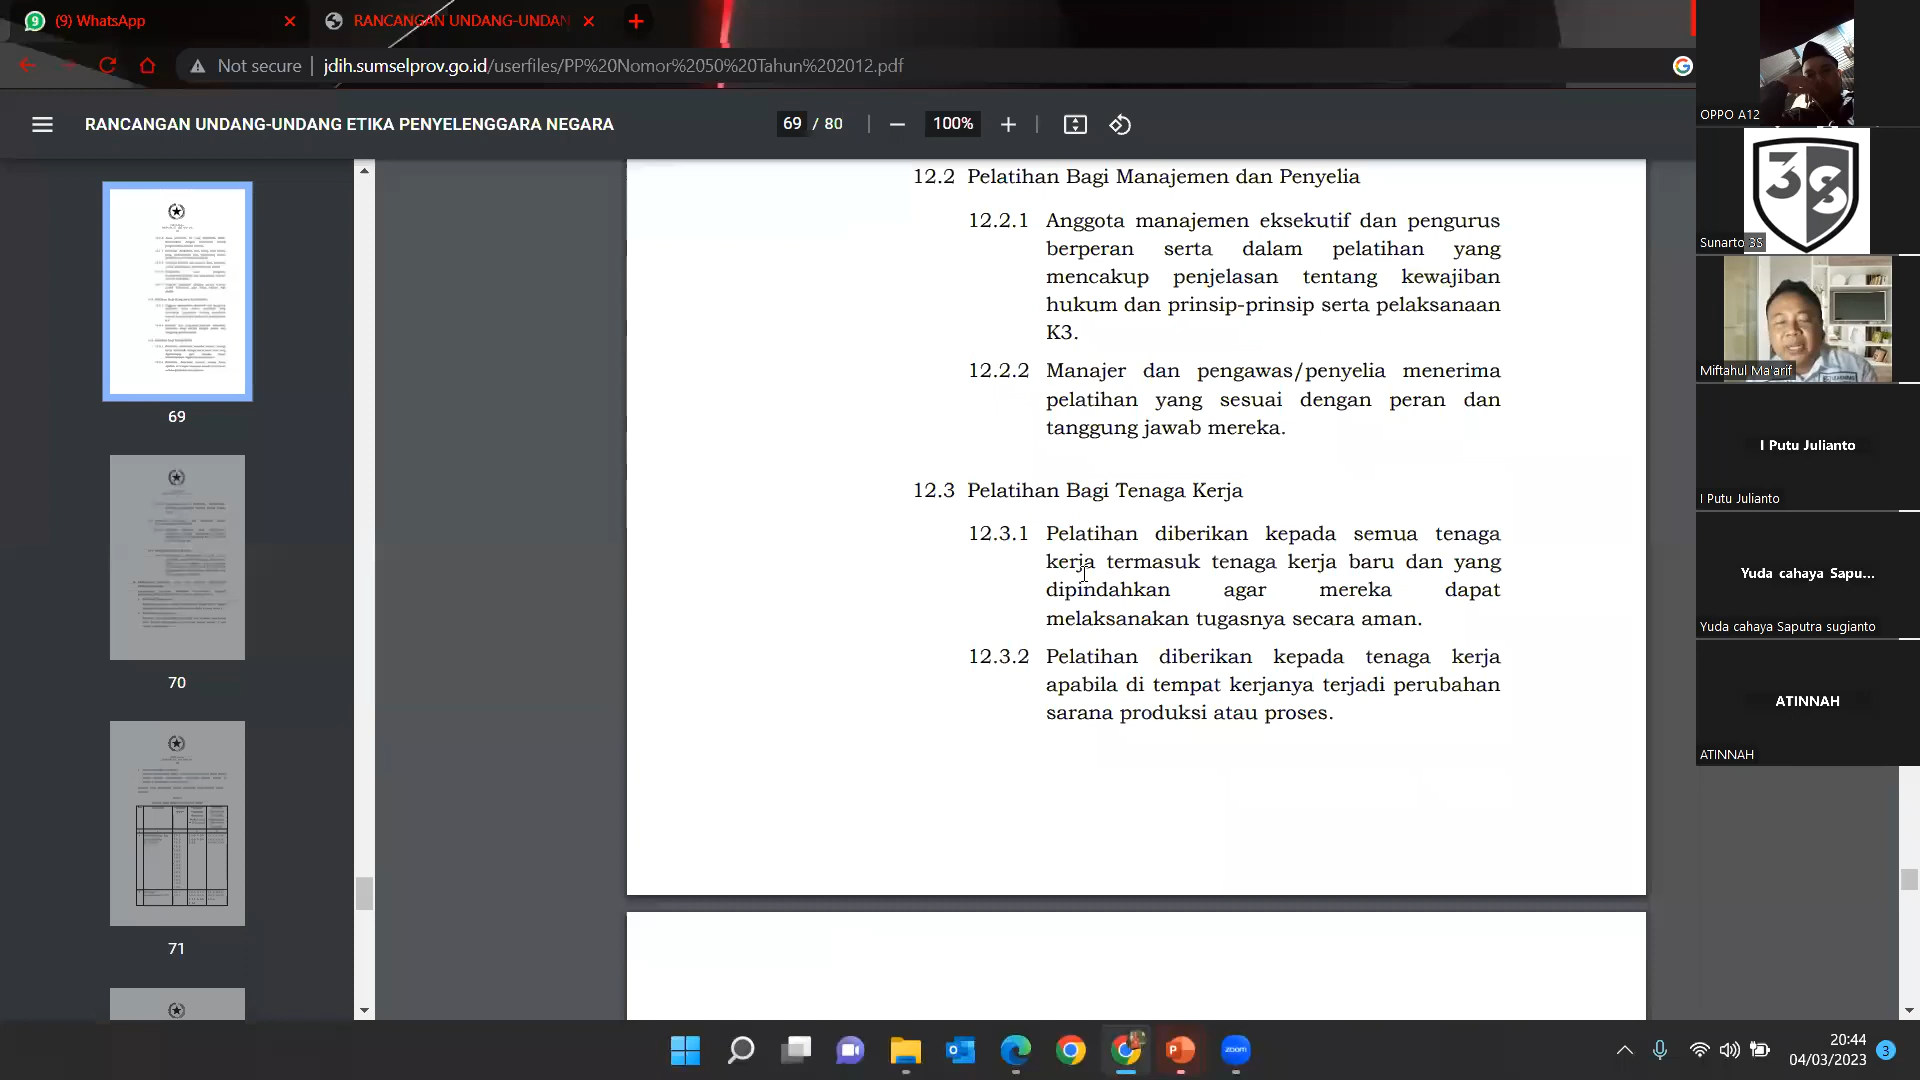 (9) WhatsApp
RANCANGAN UNDANG-UNDAN
Not secure
jdih.sumselprov.go.id/userfiles/PP%20Nomor%2050%20Tahun%202012.pdf
RANCANGAN UNDANG-UNDANG ETIKA PENYELENGGARA NEGARA
69 / 80
100%
69
70
71
12.2 Pelatihan Bagi Manajemen dan Penyelia
12.2.1 Anggota manajemen eksekutif dan pengurus
berperan serta dalam pelatihan yang
mencakup penjelasan tentang kewajiban
hukum dan prinsip-prinsip serta pelaksanaan
K3.
12.2.2 Manajer dan pengawas/penyelia menerima
pelatihan yang sesuai dengan peran dan
tanggung jawab mereka.
12.3 Pelatihan Bagi Tenaga Kerja
12.3.1 Pelatihan diberikan kepada semua tenaga
kerja termasuk tenaga kerja baru dan yang
dipindahkan agar mereka dapat
melaksanakan tugasnya secara aman.
12.3.2 Pelatihan diberikan kepada tenaga kerja
apabila di tempat kerjanya terjadi perubahan
sarana produksi atau proses.
OPPO A12
3S
Sunarto 3S
Miftahul Ma'arif
I Putu Julianto
I Putu Julianto
Yuda cahaya Sapu...
Yuda cahaya Saputra sugianto
ATINNAH
ATINNAH
zoom
20:44
04/03/2023
3